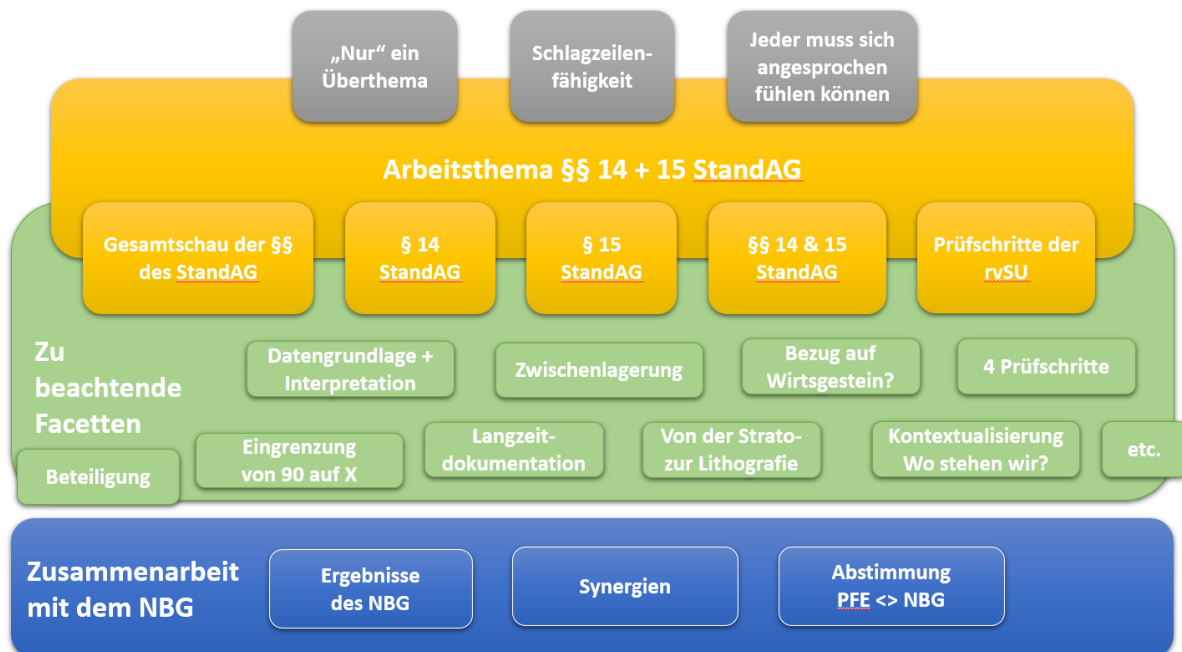 „Nur“ ein
Überthema
Schlagzeilen-
fähigkeit
Jeder muss sich
angesprochen
fühlen können
Arbeitsthema §§ 14 + 15 StandAG
Gesamtschau der §§
des StandAG
§ 14
StandAG
§ 15
StandAG
§§ 14 & 15
StandAG
Prüfschritte der
rvSU
Zu
beachtende
Facetten
Datengrundlage +
Interpretation
Zwischenlagerung
Bezug auf
Wirtsgestein?
4 Prüfschritte
Beteiligung
Eingrenzung
von 90 auf X
Langzeit-
dokumentation
Von der Strato-
zur Lithografie
Kontextualisierung
Wo stehen wir?
etc.
Zusammenarbeit
mit dem NBG
Ergebnisse
des NBG
Synergien
Abstimmung
PFE <> NBG